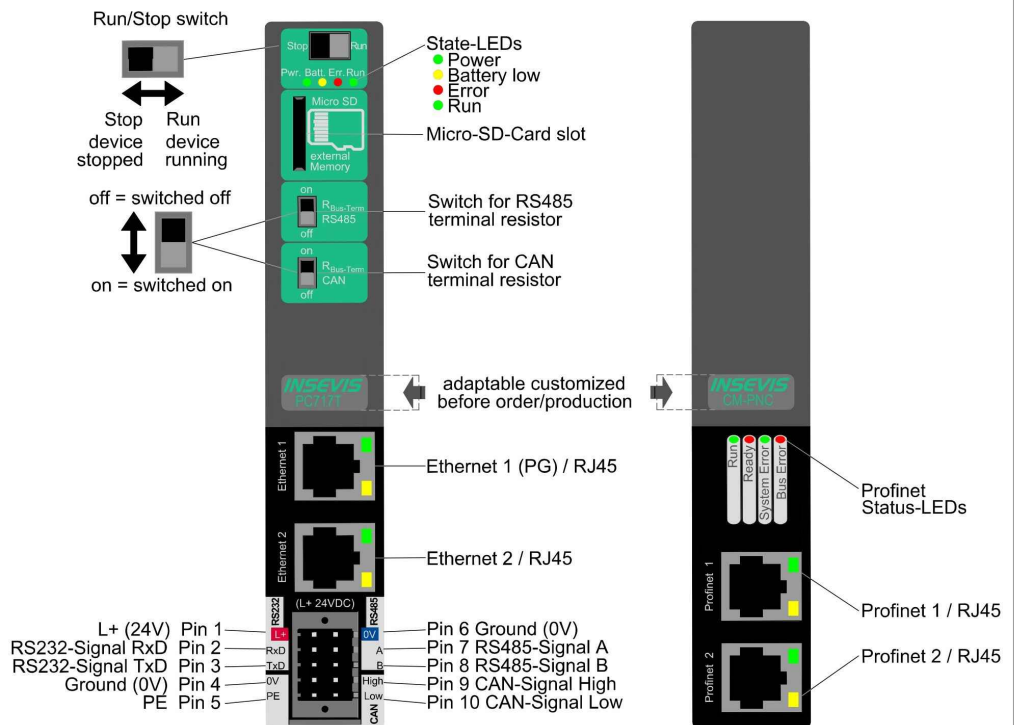 Run/Stop switch
Stop Run
device device
stopped running
off = switched off
on = switched on
Stop Run
Pwr. Batt. Err. Run
Micro SD
external
Memory
on
RBus-Term
RS485
off
on
RBus-Term
CAN
off
State-LEDs
Power
Battery low
Error
Run
Micro-SD-Card slot
Switch for RS485
terminal resistor
Switch for CAN
terminal resistor
INSEVIS
PC717T
adaptable customized
before order/production
INSEVIS
CM-PNC
Ethernet 1
Ethernet 1 (PG) / RJ45
Ethernet 2
Ethernet 2 / RJ45
RS232
(L+ 24VDC)
RS485
L+ (24V) Pin 1
RS232-Signal RxD Pin 2
RS232-Signal TxD Pin 3
Ground (0V) Pin 4
PE Pin 5
L+
RxD
TxD
0V
PE
0V
A
B
High
Low
CAN
Pin 6 Ground (0V)
Pin 7 RS485-Signal A
Pin 8 RS485-Signal B
Pin 9 CAN-Signal High
Pin 10 CAN-Signal Low
Run
Ready
System Error
Bus Error
Profinet
Status-LEDs
Profinet 1
Profinet 1 / RJ45
Profinet 2
Profinet 2 / RJ45